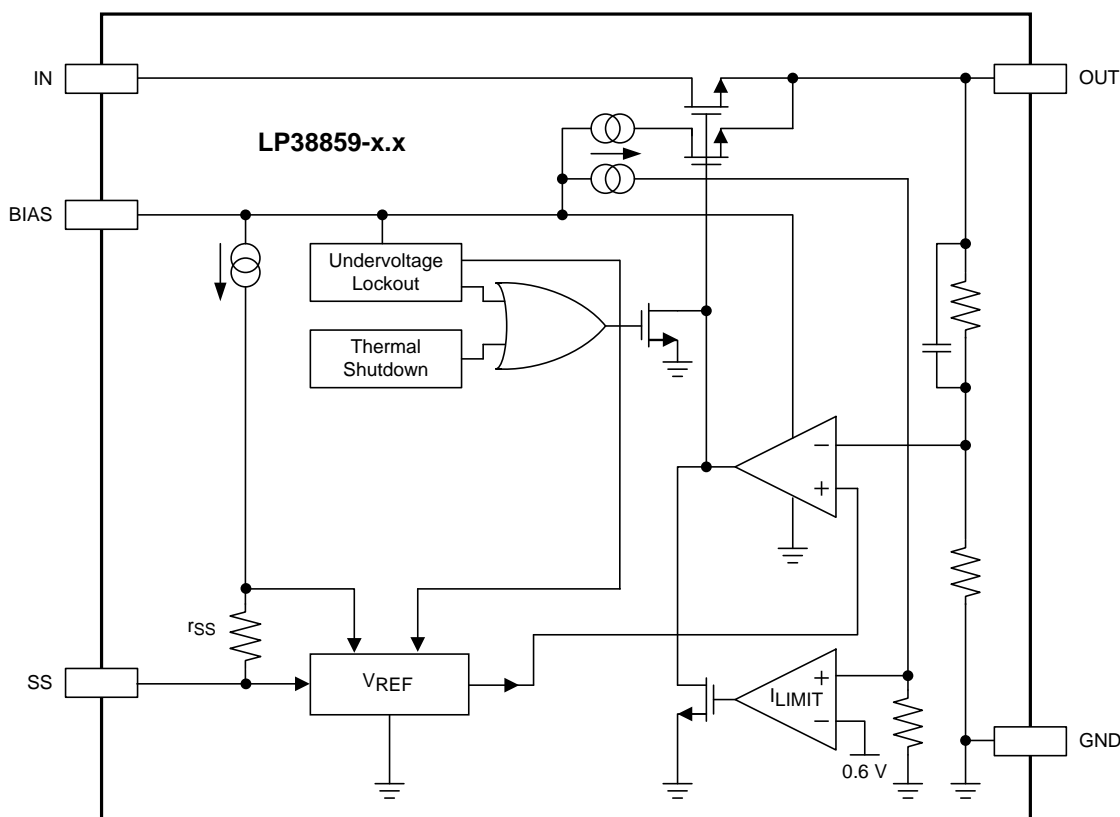 IN
OUT
LP38859-x.x
BIAS
Undervoltage
Lockout
Thermal
Shutdown
−
+
rSS
SS
VREF
+
ILIMIT
−
GND
0.6 V